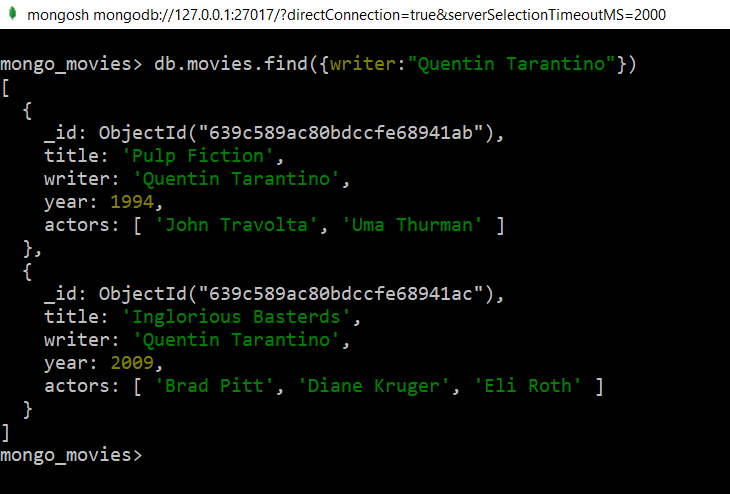 mongosh mongodb://127.0.0.1:27017/?directConnection=true&serverSelectionTimeoutMS=2000
mongo_movies> db.movies.find({writer:"Quentin Tarantino"})
[
  {
    _id: ObjectId("639c589ac80bdccfe68941ab"),
    title: 'Pulp Fiction',
    writer: 'Quentin Tarantino',
    year: 1994,
    actors: [ 'John Travolta', 'Uma Thurman' ]
  },
  {
    _id: ObjectId("639c589ac80bdccfe68941ac"),
    title: 'Inglorious Basterds',
    writer: 'Quentin Tarantino',
    year: 2009,
    actors: [ 'Brad Pitt', 'Diane Kruger', 'Eli Roth' ]
  }
]
mongo_movies>